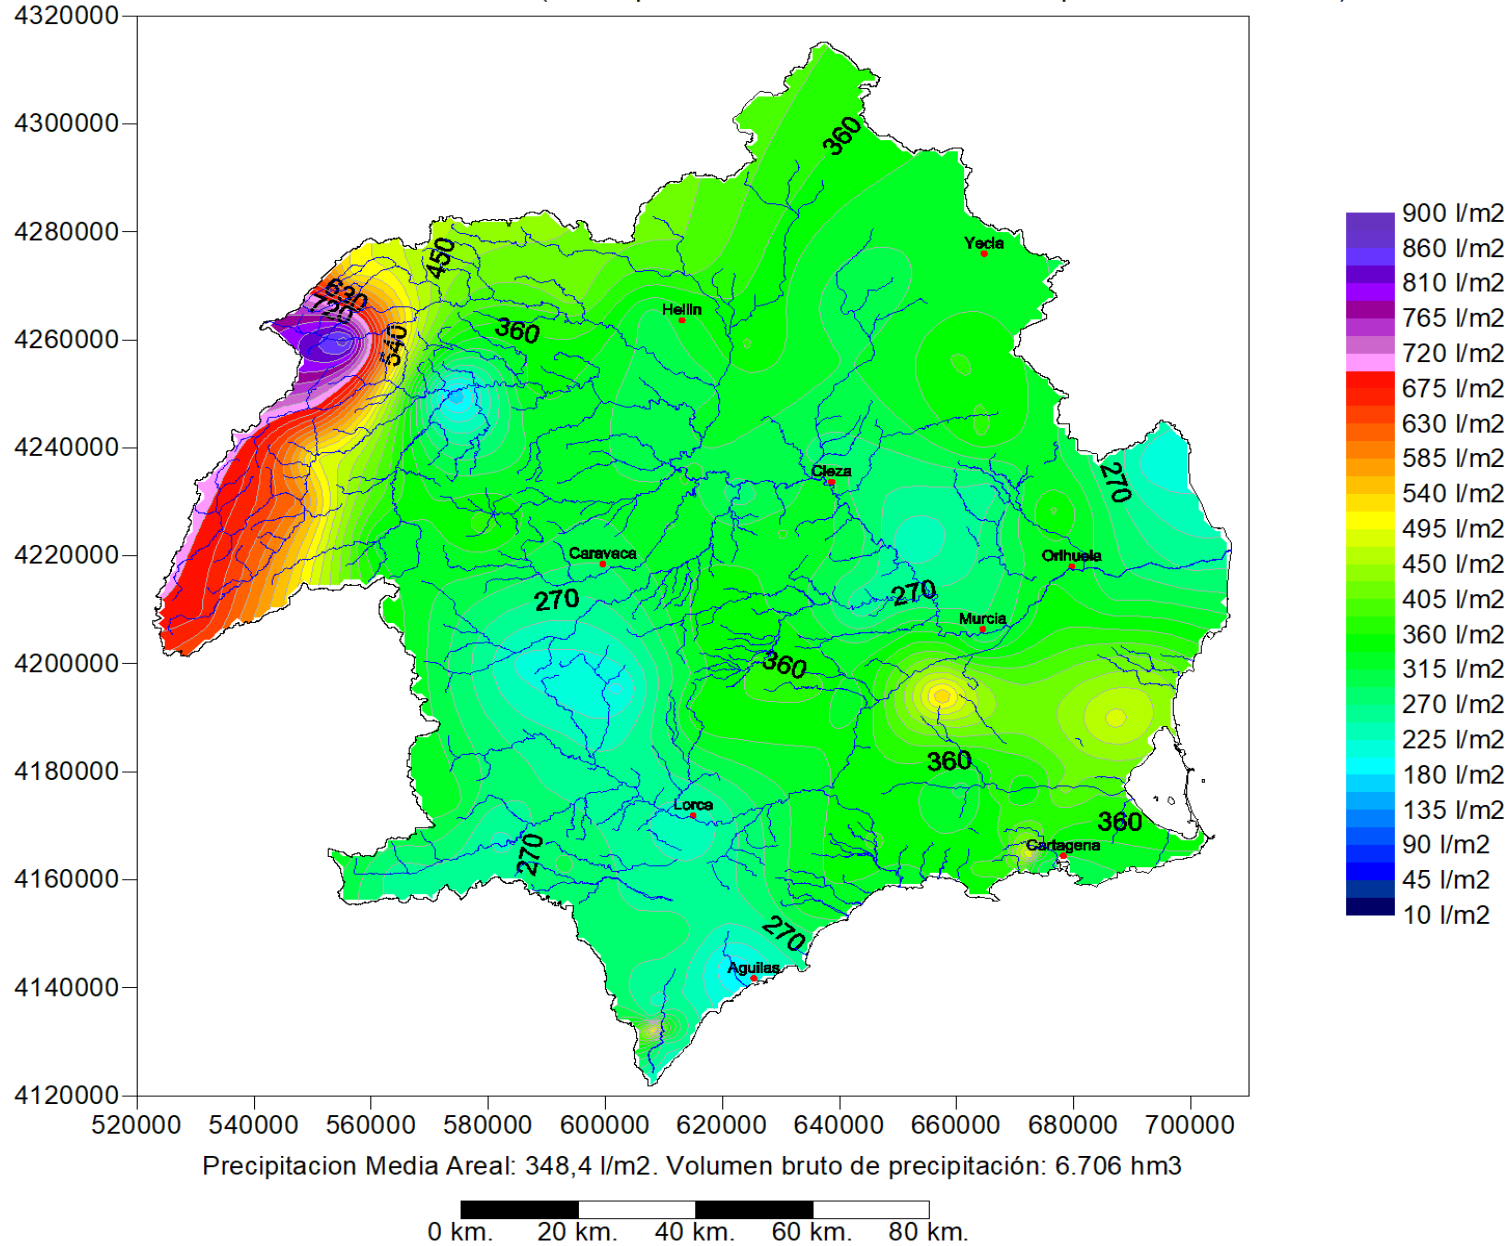 4320000
4300000
4280000
4260000
4240000
4220000
4200000
4180000
4160000
4140000
4120000
520000 540000 560000 580000 600000 620000 640000 660000 680000 700000
360
450
630
720
540
360
270
270
270
360
360
360
270
270
Yecla
Hellin
Cieza
Caravaca
Orihuela
Murcia
Lorca
Cartagena
Aguilas
900 l/m2
860 l/m2
810 l/m2
765 l/m2
720 l/m2
675 l/m2
630 l/m2
585 l/m2
540 l/m2
495 l/m2
450 l/m2
405 l/m2
360 l/m2
315 l/m2
270 l/m2
225 l/m2
180 l/m2
135 l/m2
90 l/m2
45 l/m2
10 l/m2
Precipitacion Media Areal: 348,4 l/m2. Volumen bruto de precipitación: 6.706 hm3
0 km. 20 km. 40 km. 60 km. 80 km.